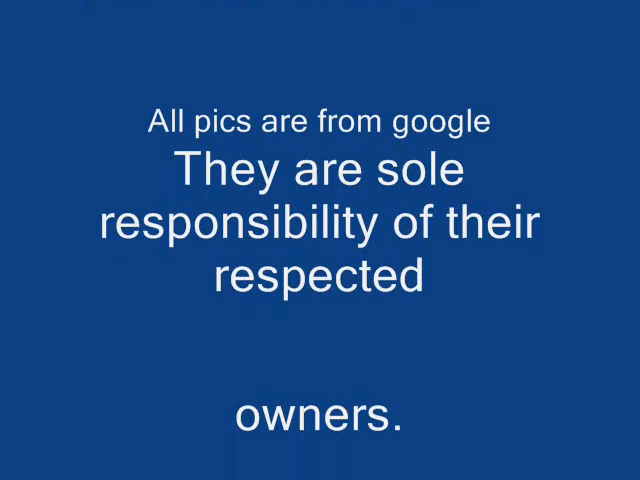 All pics are from google
They are sole
responsibility of their
respected
owners.